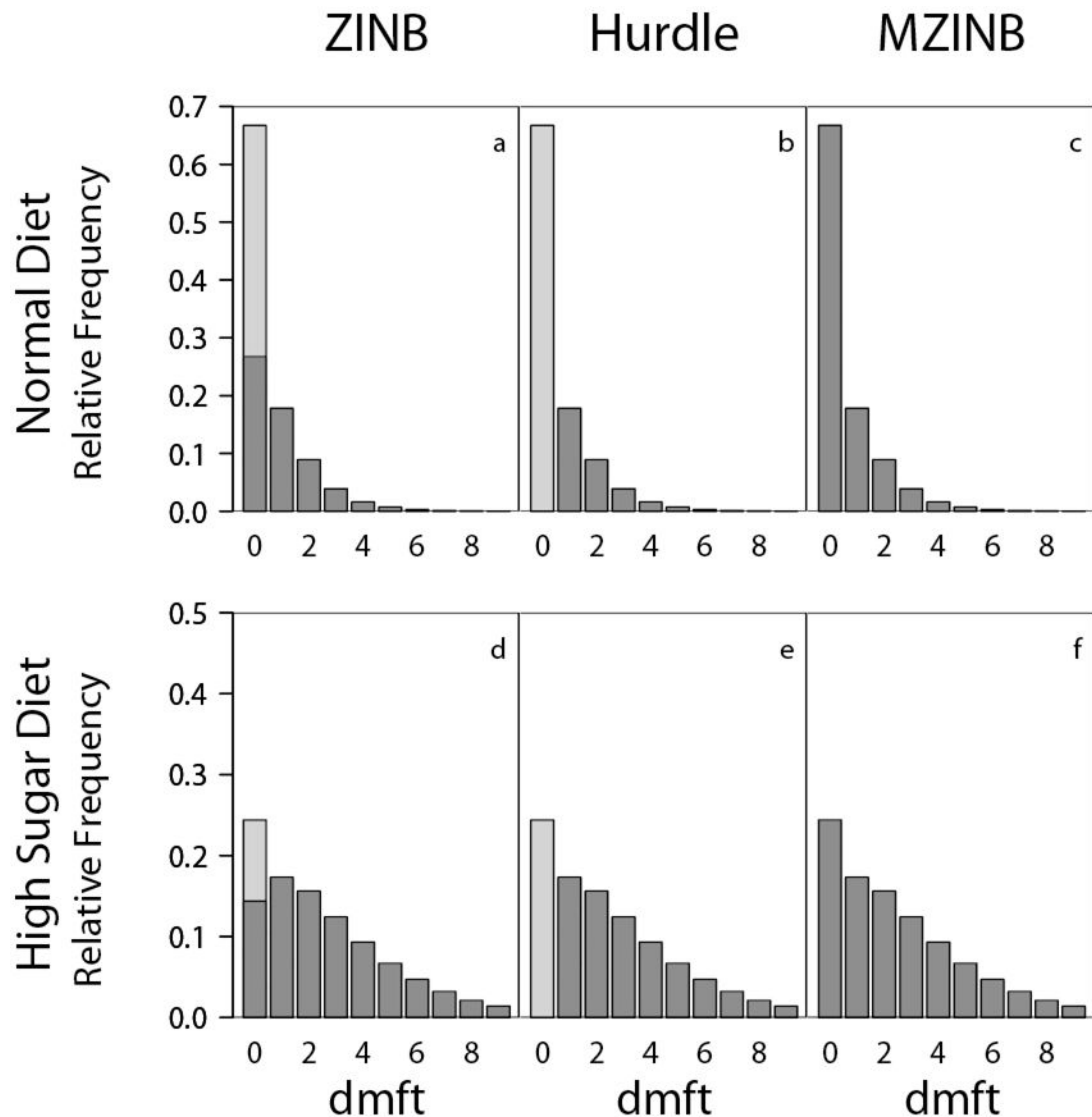 ZINB Hurdle MZINB
Normal Diet
Relative Frequency
0.7
0.6
0.5
0.4
0.3
0.2
0.1
0.0
a
b
c
0 2 4 6 8 0 2 4 6 8 0 2 4 6 8
High Sugar Diet
Relative Frequency
0.5
0.4
0.3
0.2
0.1
0.0
d
e
f
0 2 4 6 8 0 2 4 6 8 0 2 4 6 8
dmft dmft dmft